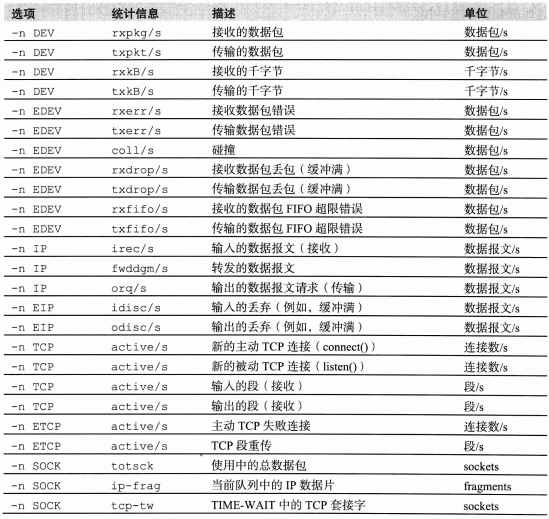 选项 统计信息 描述 单位
-n DEV rxpkg/s 接收的数据包 数据包/s
-n DEV txpkt/s 传输的数据包 数据包/s
-n DEV rxkB/s 接收的千字节 千字节/s
-n DEV txkB/s 传输的千字节 千字节/s
-n EDEV rxerr/s 接收数据包错误 数据包/s
-n EDEV txerr/s 传输数据包错误 数据包/s
-n EDEV coll/s 碰撞 数据包/s
-n EDEV rxdrop/s 接收数据包丢包（缓冲满） 数据包/s
-n EDEV txdrop/s 传输数据包丢包（缓冲满） 数据包/s
-n EDEV rxfifo/s 接收的数据包 FIFO 超限错误 数据包/s
-n EDEV txfifo/s 传输的数据包 FIFO 超限错误 数据包/s
-n IP irec/s 输入的数据报文（接收） 数据报文/s
-n IP fwddgm/s 转发的数据报文 数据报文/s
-n IP orq/s 输出的数据报文请求（传输） 数据报文/s
-n EIP idisc/s 输入的丢弃（例如，缓冲满） 数据报文/s
-n EIP odisc/s 输出的丢弃（例如，缓冲满） 数据报文/s
-n TCP active/s 新的主动 TCP 连接（connect()） 连接数/s
-n TCP active/s 新的被动 TCP 连接（listen()） 连接数/s
-n TCP active/s 输入的段（接收） 段/s
-n TCP active/s 输出的段（接收） 段/s
-n ETCP active/s 主动 TCP 失败连接 连接数/s
-n ETCP active/s TCP 段重传 段/s
-n SOCK totsck 使用中的总数据包 sockets
-n SOCK ip-frag 当前队列中的 IP 数据片 fragments
-n SOCK tcp-tw TIME-WAIT 中的 TCP 套接字 sockets